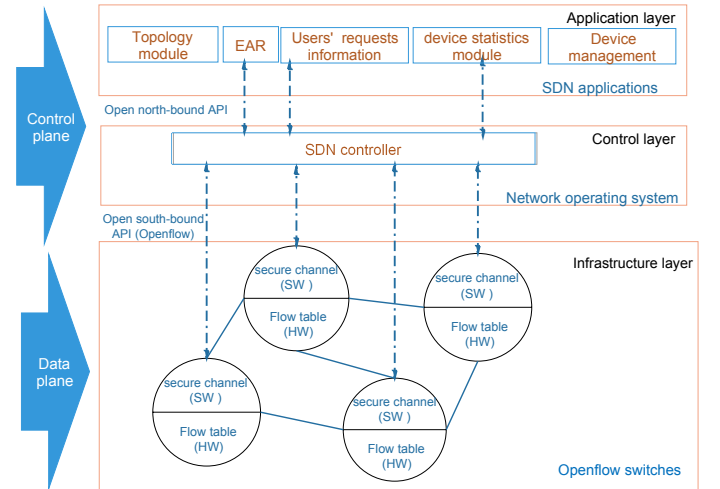 Application layer
Topology
module
EAR
Users' requests
information
device statistics
module
Device
management
SDN applications
Open north-bound API
Control
plane
Control layer
SDN controller
Network operating system
Open south-bound
API (Openflow)
Infrastructure layer
secure channel
(SW )
Flow table
(HW)
secure channel
(SW )
Flow table
(HW)
Data
plane
secure channel
(SW )
Flow table
(HW)
secure channel
(SW )
Flow table
(HW)
Openflow switches